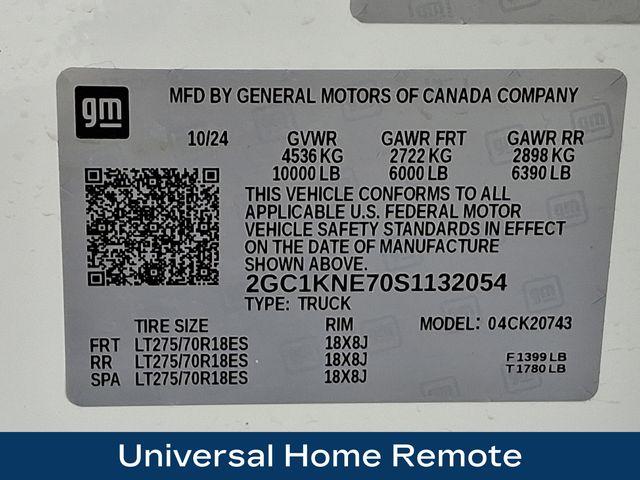 gm
MFD BY GENERAL MOTORS OF CANADA COMPANY
10/24 GVWR GAWR FRT GAWR RR
4536 KG 2722 KG 2898 KG
10000 LB 6000 LB 6390 LB
THIS VEHICLE CONFORMS TO ALL
APPLICABLE U.S. FEDERAL MOTOR
VEHICLE SAFETY STANDARDS IN EFFECT
ON THE DATE OF MANUFACTURE
SHOWN ABOVE.
2GC1KNE70S1132054
TYPE: TRUCK
TIRE SIZE RIM MODEL: 04CK20743
FRT LT275/70R18ES 18X8J
RR LT275/70R18ES 18X8J F 1399 LB
SPA LT275/70R18ES 18X8J T 1780 LB
Universal Home Remote